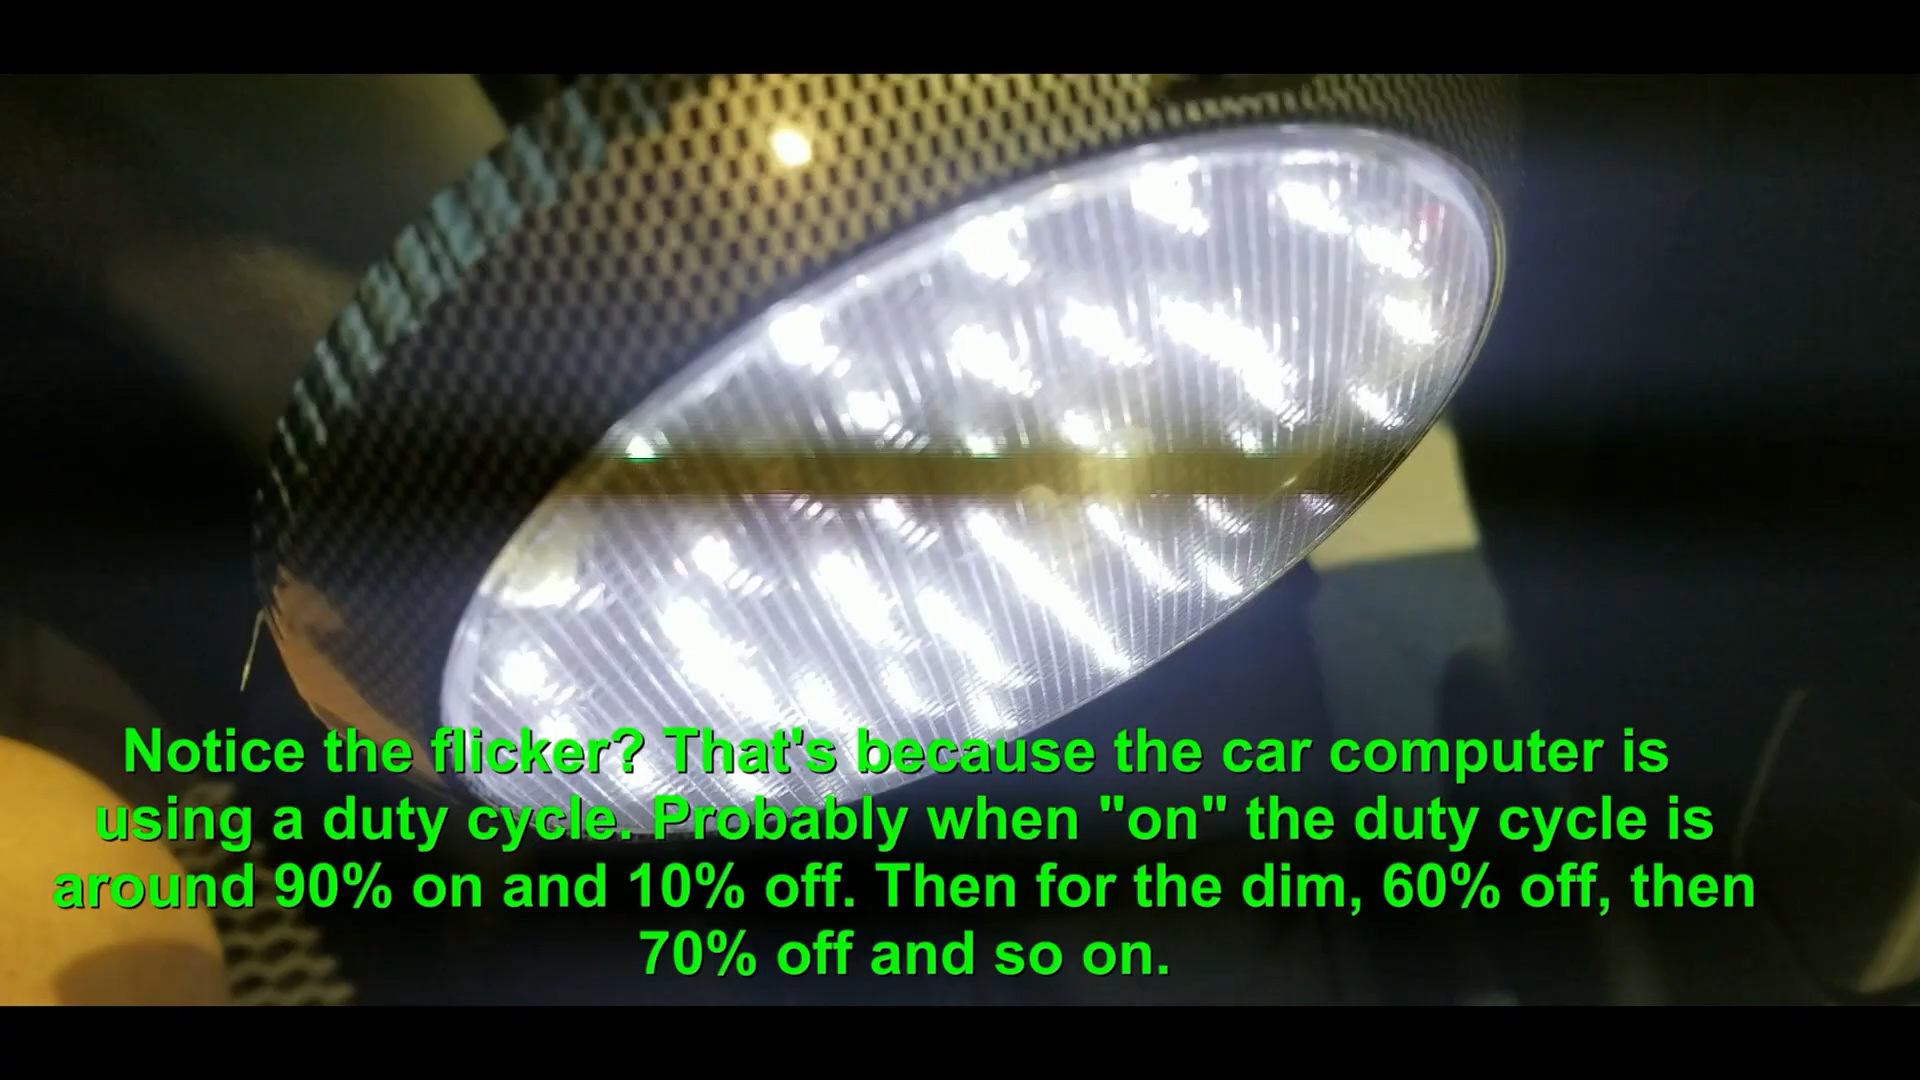 Notice the flicker? That's because the car computer is
using a duty cycle. Probably when "on" the duty cycle is
around 90% on and 10% off. Then for the dim, 60% off, then
70% off and so on.